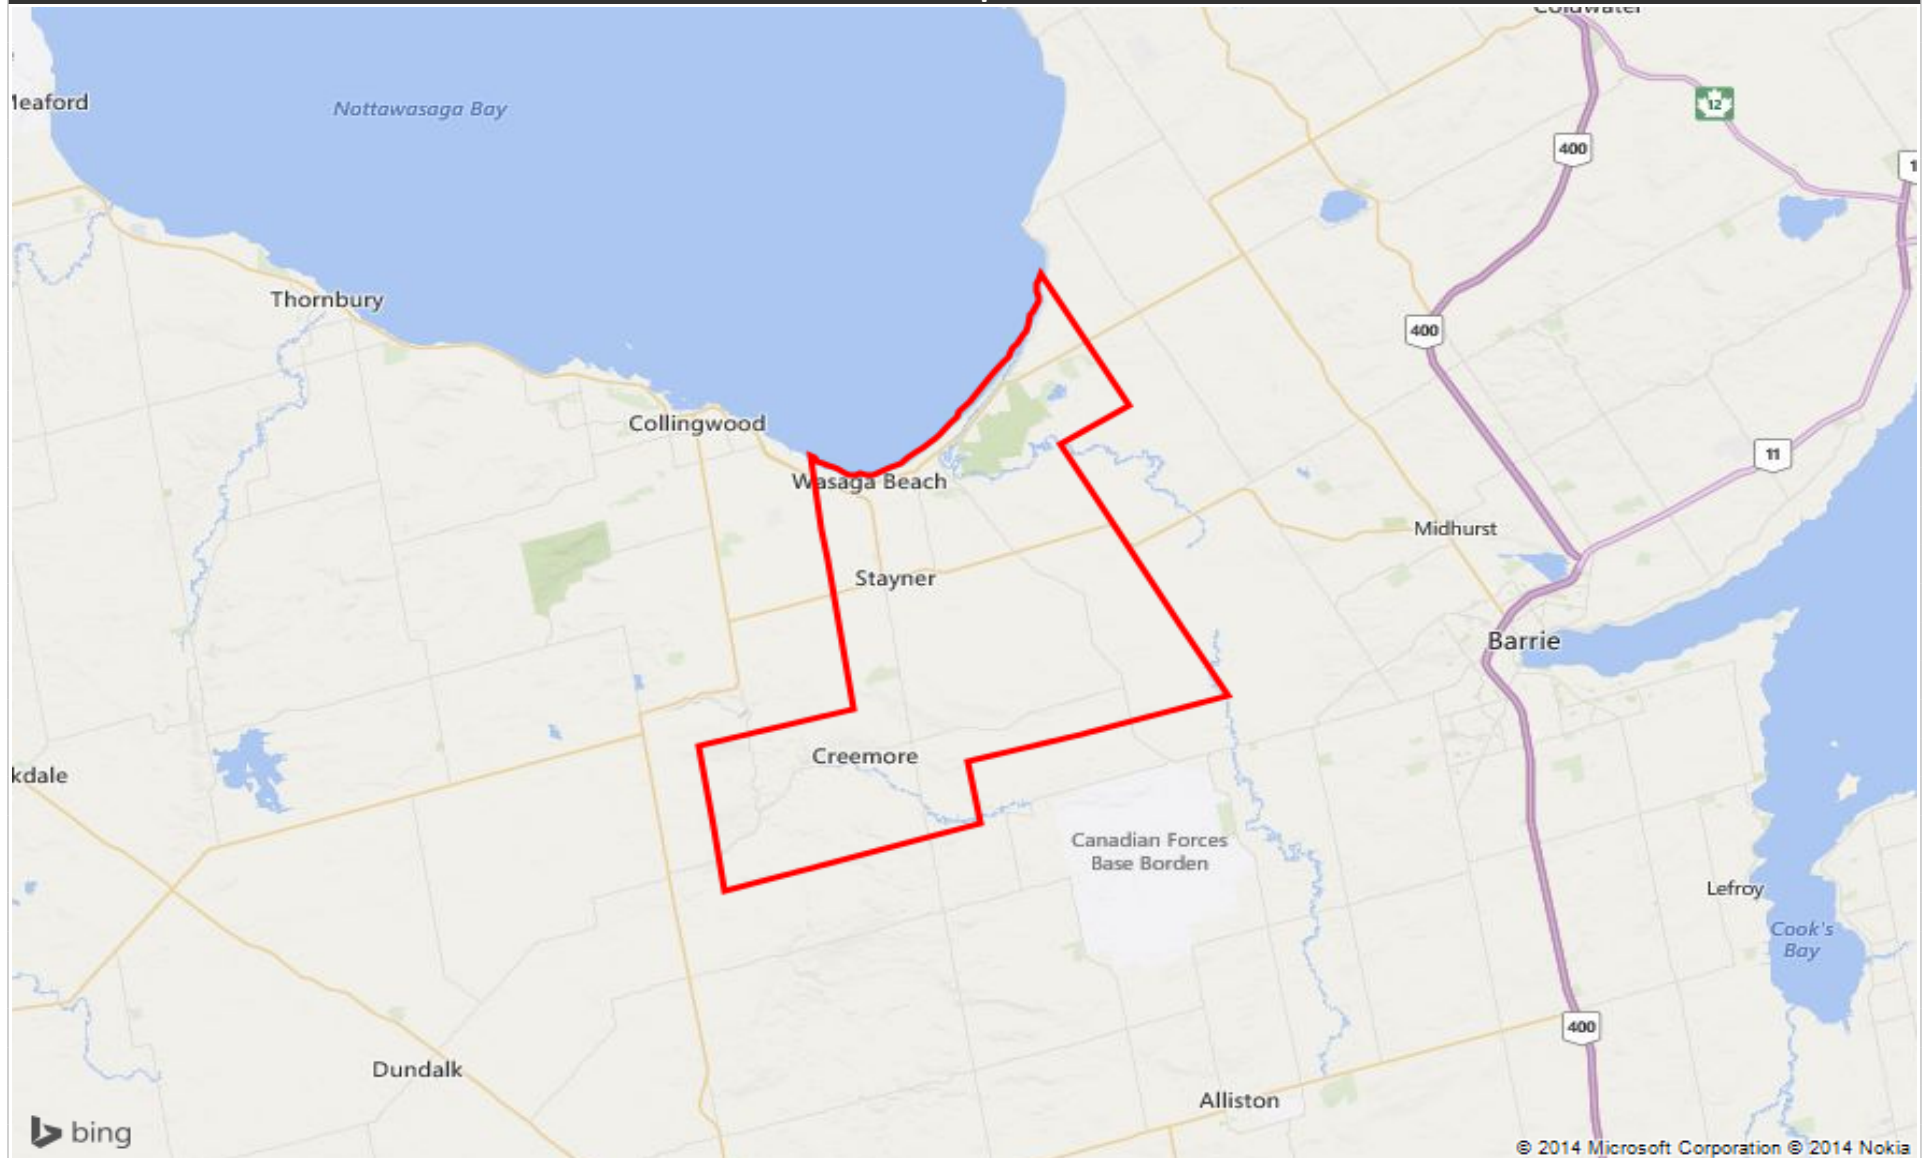 Nottawasaga Bay
12
400
Thornbury
400
Collingwood
11
Wasaga Beach
Midhurst
Stayner
Barrie
Creemore
Canadian Forces
Base Borden
Lefroy
Cook's
Bay
400
Dundalk
Alliston
bing
© 2014 Microsoft Corporation © 2014 Nokia